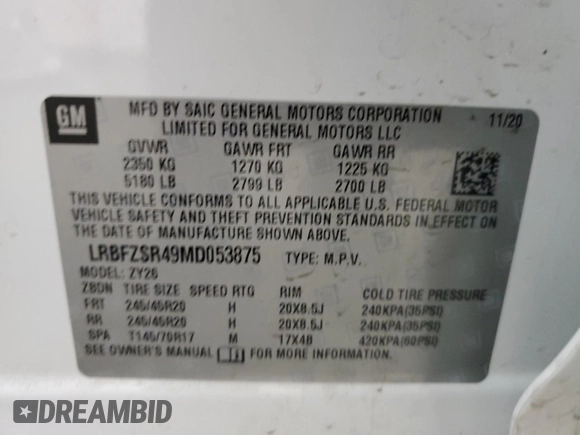 GM
MFD BY SAIC GENERAL MOTORS CORPORATION 11/20
LIMITED FOR GENERAL MOTORS LLC
GVWR GAWR FRT GAWR RR
2350 KG 1270 KG 1225 KG
5180 LB 2799 LB 2700 LB
THIS VEHICLE CONFORMS TO ALL APPLICABLE U.S. FEDERAL MOTOR
VEHICLE SAFETY AND THEFT PREVENTION STANDARDS IN EFFECT ON
THE DATE OF MANUFACTURE SHOWN ABOVE.
LRBFZSR49MD053875 TYPE: M.P.V.
MODEL: ZY26
ZBDN TIRE SIZE SPEED RTG RIM COLD TIRE PRESSURE
FRT 245/45R20 H 20X8.5J 240KPA(35PSI)
RR 245/45R20 H 20X8.5J 240KPA(35PSI)
SPA T145/70R17 M 17X4B 420KPA(60PSI)
SEE OWNER'S MANUAL FOR MORE INFORMATION
DREAMBID